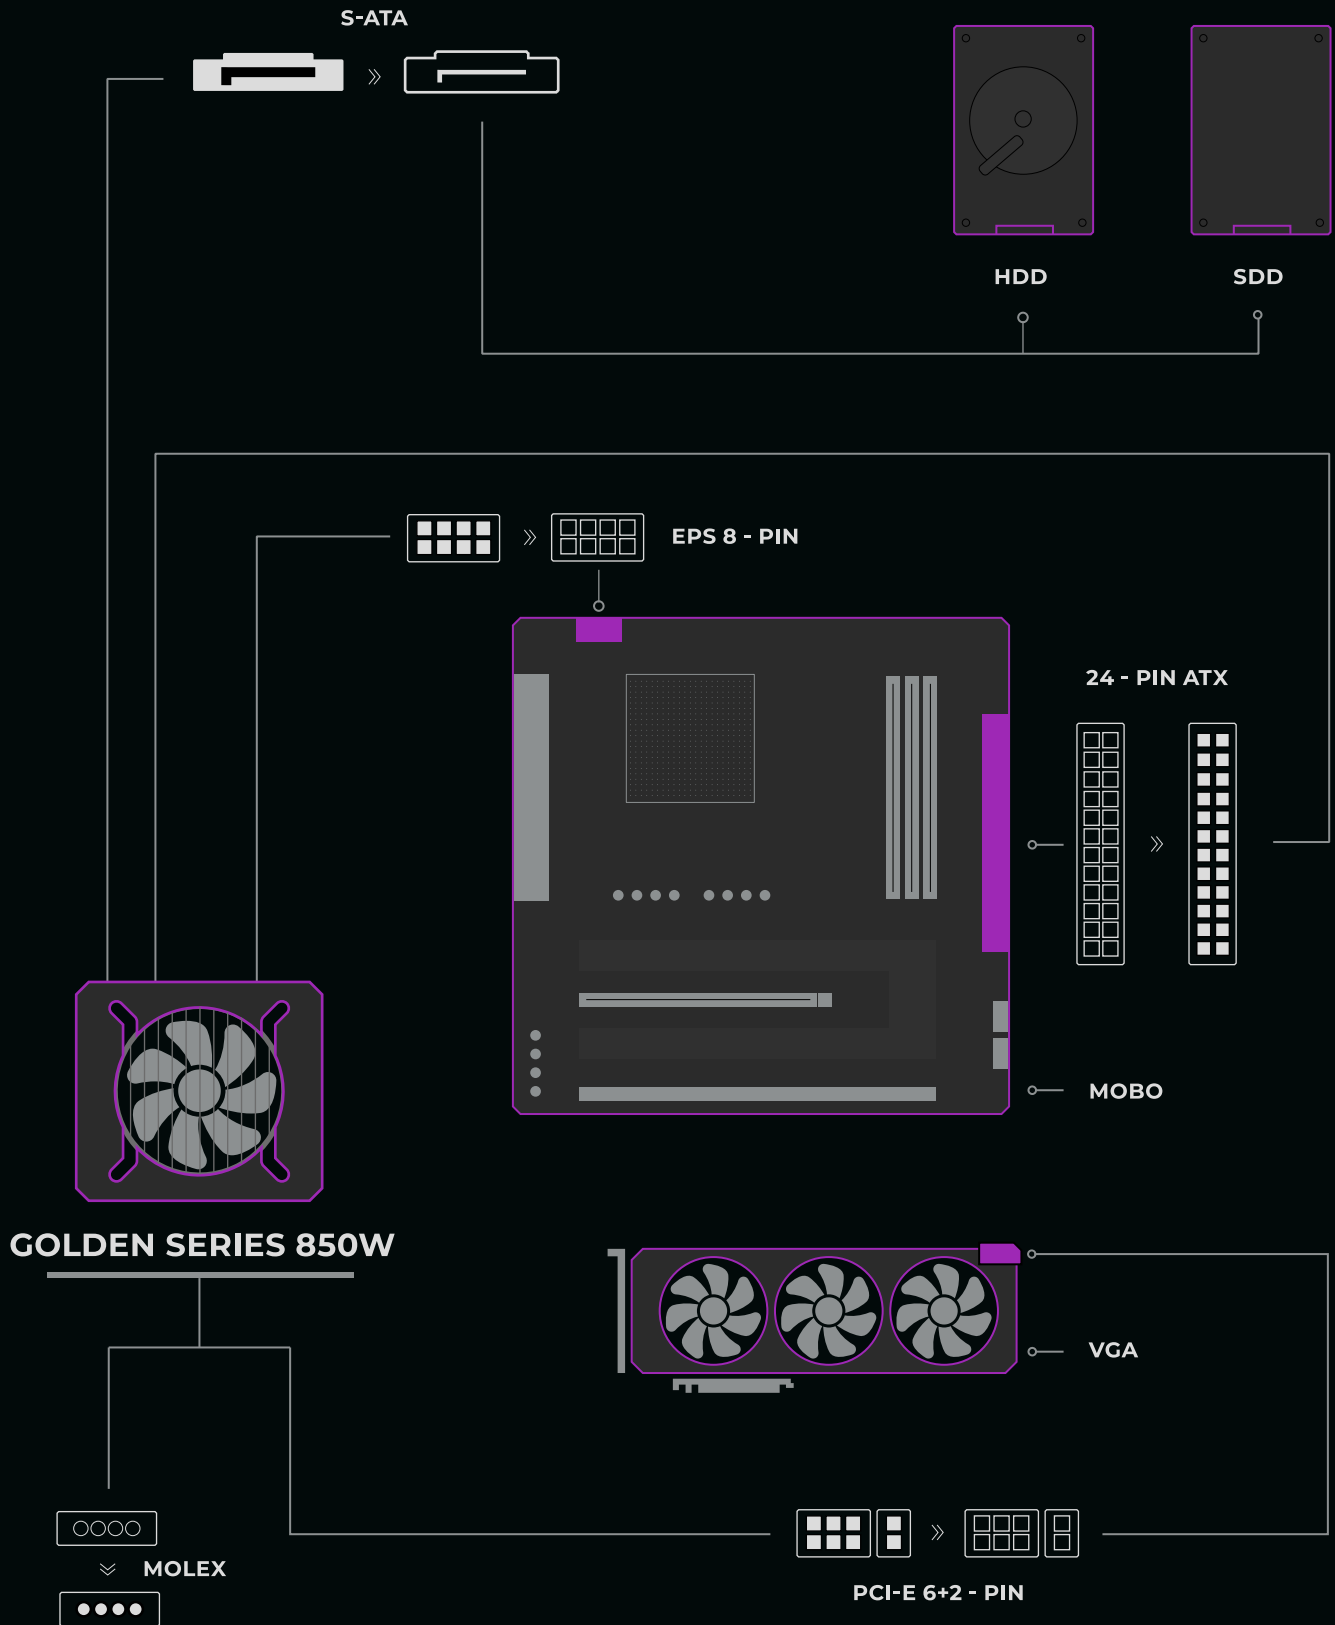 S-ATA
HDD
SDD
EPS 8 - PIN
24 - PIN ATX
MOBO
GOLDEN SERIES 850W
VGA
MOLEX
PCI-E 6+2 - PIN